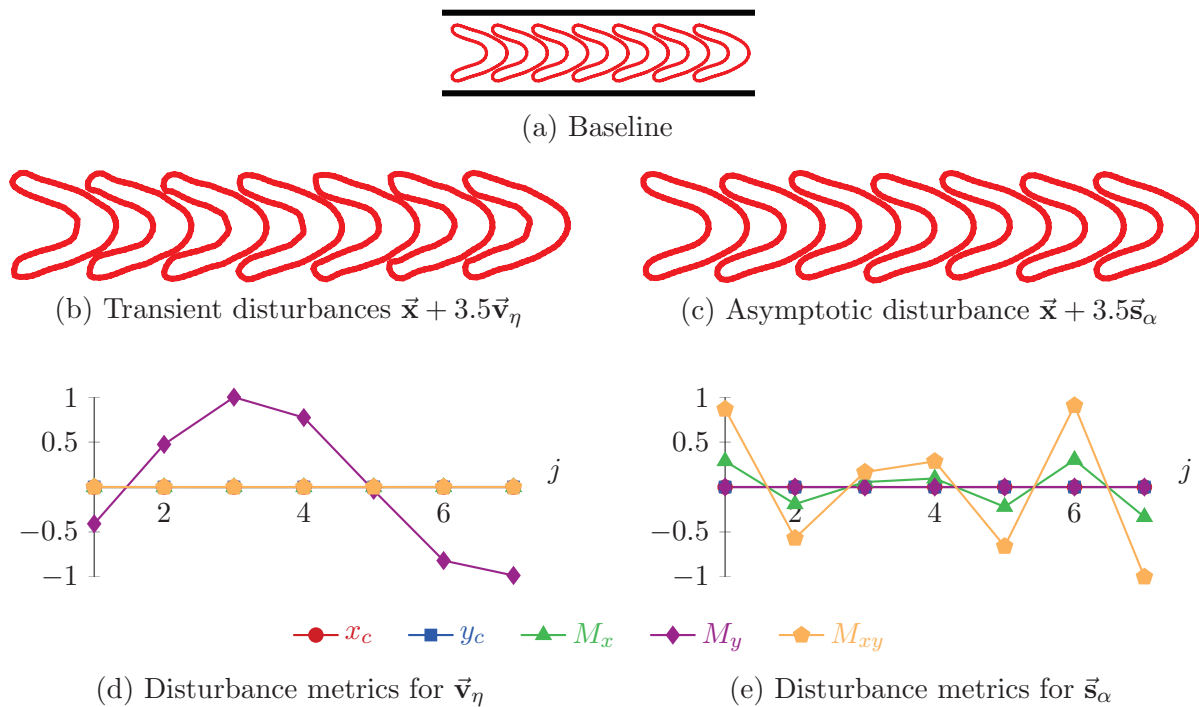 (a) Baseline
(b) Transient disturbances x⃗ + 3.5v⃗_η
(c) Asymptotic disturbance x⃗ + 3.5s⃗_α
1
0.5
−0.5
−1
2
4
6
j
1
0.5
−0.5
−1
2
4
6
j
x_c
y_c
M_x
M_y
M_xy
(d) Disturbance metrics for v⃗_η
(e) Disturbance metrics for s⃗_α